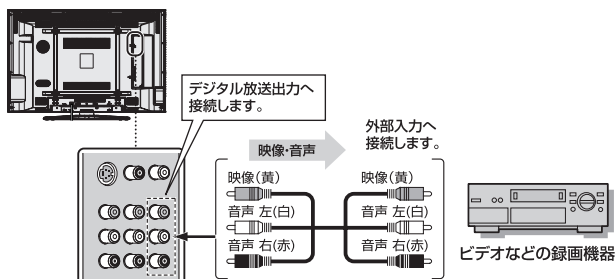 デジタル放送出力へ
接続します。
外部入力へ
接続します。
映像・音声
映像(黄)
映像(黄)
音声 左(白)
音声 左(白)
音声 右(赤)
音声 右(赤)
ビデオなどの録画機器